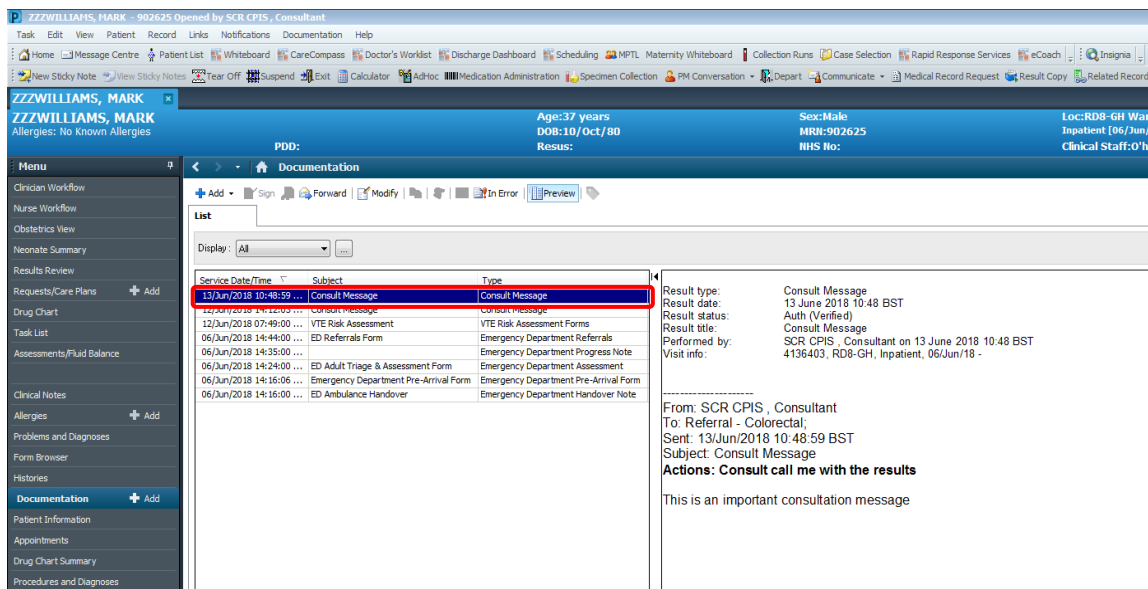 ZZZWILLIAMS, MARK - 902625 Opened by SCR CPIS , Consultant
Task Edit View Patient Record Links Notifications Documentation Help
Home Message Centre Patient List Whiteboard CareCompass Doctor's Worklist Discharge Dashboard Scheduling MPTL Maternity Whiteboard Collection Runs Case Selection Rapid Response Services eCoach Insignia
New Sticky Note View Sticky Notes Tear Off Suspend Exit Calculator AdHoc Medication Administration Specimen Collection PM Conversation Depart Communicate Medical Record Request Result Copy Related Record
ZZZWILLIAMS, MARK
ZZZWILLIAMS, MARK Age:37 years Sex:Male Loc:RD8-GH War
Allergies: No Known Allergies DOB:10/Oct/80 MRN:902625 Inpatient [06/Jun/
PDD: Resus: NHS No: Clinical Staff:O'h
Menu
Clinician Workflow
Nurse Workflow
Obstetrics View
Neonate Summary
Results Review
Requests/Care Plans Add
Drug Chart
Task List
Assessments/Fluid Balance
Clinical Notes
Allergies Add
Problems and Diagnoses
Form Browser
Histories
Documentation Add
Patient Information
Appointments
Drug Chart Summary
Procedures and Diagnoses
Documentation
Add Sign Forward Modify In Error Preview
List
Display : All ...
Service Date/Time Subject Type
13/Jun/2018 10:48:59 ... Consult Message Consult Message
12/Jun/2018 14:12:03 ... Consult Message Consult Message
12/Jun/2018 07:49:00 ... VTE Risk Assessment VTE Risk Assessment Forms
06/Jun/2018 14:44:00 ... ED Referrals Form Emergency Department Referrals
06/Jun/2018 14:35:00 ... Emergency Department Progress Note
06/Jun/2018 14:24:00 ... ED Adult Triage & Assessment Form Emergency Department Assessment
06/Jun/2018 14:16:06 ... Emergency Department Pre-Arrival Form Emergency Department Pre-Arrival Form
06/Jun/2018 14:16:00 ... ED Ambulance Handover Emergency Department Handover Note
Result type: Consult Message
Result date: 13 June 2018 10:48 BST
Result status: Auth (Verified)
Result title: Consult Message
Performed by: SCR CPIS , Consultant on 13 June 2018 10:48 BST
Visit info: 4136403, RD8-GH, Inpatient, 06/Jun/18 -
--------------------
From: SCR CPIS , Consultant
To: Referral - Colorectal;
Sent: 13/Jun/2018 10:48:59 BST
Subject: Consult Message
Actions: Consult call me with the results
This is an important consultation message